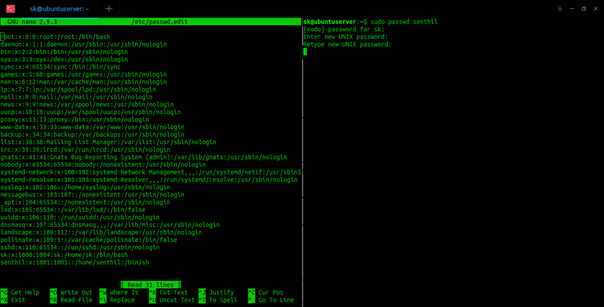 sk@ubuntuserver: ~
GNU nano 2.9.3 /etc/passwd.edit
root:x:0:0:root:/root:/bin/bash
daemon:x:1:1:daemon:/usr/sbin:/usr/sbin/nologin
bin:x:2:2:bin:/bin:/usr/sbin/nologin
sys:x:3:3:sys:/dev:/usr/sbin/nologin
sync:x:4:65534:sync:/bin:/bin/sync
games:x:5:60:games:/usr/games:/usr/sbin/nologin
man:x:6:12:man:/var/cache/man:/usr/sbin/nologin
lp:x:7:7:lp:/var/spool/lpd:/usr/sbin/nologin
mail:x:8:8:mail:/var/mail:/usr/sbin/nologin
news:x:9:9:news:/var/spool/news:/usr/sbin/nologin
uucp:x:10:10:uucp:/var/spool/uucp:/usr/sbin/nologin
proxy:x:13:13:proxy:/bin:/usr/sbin/nologin
www-data:x:33:33:www-data:/var/www:/usr/sbin/nologin
backup:x:34:34:backup:/var/backups:/usr/sbin/nologin
list:x:38:38:Mailing List Manager:/var/list:/usr/sbin/nologin
irc:x:39:39:ircd:/var/run/ircd:/usr/sbin/nologin
gnats:x:41:41:Gnats Bug-Reporting System (admin):/var/lib/gnats:/usr/sbin/nologin
nobody:x:65534:65534:nobody:/nonexistent:/usr/sbin/nologin
systemd-network:x:100:102:systemd Network Management,,,:/run/systemd/netif:/usr/sbin$
systemd-resolve:x:101:103:systemd Resolver,,,:/run/systemd/resolve:/usr/sbin/nologin
syslog:x:102:106::/home/syslog:/usr/sbin/nologin
messagebus:x:103:107::/nonexistent:/usr/sbin/nologin
_apt:x:104:65534::/nonexistent:/usr/sbin/nologin
lxd:x:105:65534::/var/lib/lxd/:/bin/false
uuidd:x:106:110::/run/uuidd:/usr/sbin/nologin
dnsmasq:x:107:65534:dnsmasq,,,:/var/lib/misc:/usr/sbin/nologin
landscape:x:108:112::/var/lib/landscape:/usr/sbin/nologin
pollinate:x:109:1::/var/cache/pollinate:/bin/false
sshd:x:110:65534::/run/sshd:/usr/sbin/nologin
sk:x:1000:1004:sk:/home/sk:/bin/bash
senthil:x:1001:1005::/home/senthil:/bin/sh
[ Read 31 lines ]
^G Get Help ^O Write Out ^W Where Is ^K Cut Text ^J Justify ^C Cur Pos
^X Exit ^R Read File ^\ Replace ^U Uncut Text ^T To Spell ^_ Go To Line
sk@ubuntuserver:~$ sudo passwd senthil
[sudo] password for sk:
Enter new UNIX password:
Retype new UNIX password: